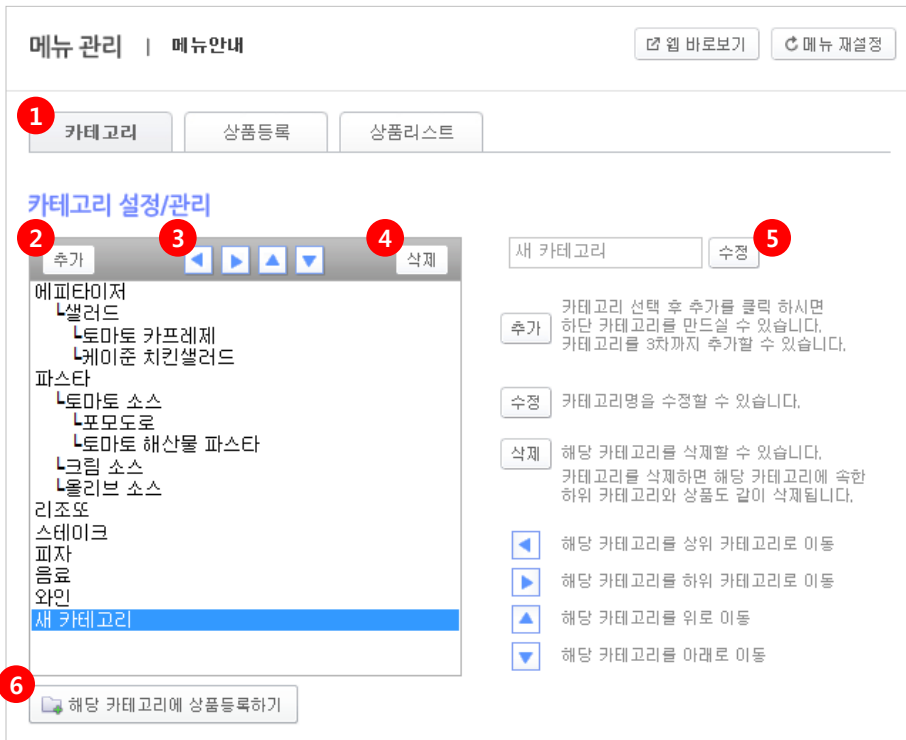 메뉴 관리 | 메뉴안내
웹 바로보기 메뉴 재설정
1
카테고리 상품등록 상품리스트
카테고리 설정/관리
2 3 4 5
추가 삭제
새 카테고리 수정
에피타이저
┗샐러드
┗토마토 카프레제
┗케이준 치킨샐러드
파스타
┗토마토 소스
┗포모도로
┗토마토 해산물 파스타
┗크림 소스
┗올리브 소스
리조또
스테이크
피자
음료
와인
새 카테고리
추가
카테고리 선택 후 추가를 클릭 하시면
하단 카테고리를 만드실 수 있습니다.
카테고리를 3차까지 추가할 수 있습니다.
수정 카테고리명을 수정할 수 있습니다.
삭제 해당 카테고리를 삭제할 수 있습니다.
카테고리를 삭제하면 해당 카테고리에 속한
하위 카테고리와 상품도 같이 삭제됩니다.
해당 카테고리를 상위 카테고리로 이동
해당 카테고리를 하위 카테고리로 이동
해당 카테고리를 위로 이동
해당 카테고리를 아래로 이동
6
해당 카테고리에 상품등록하기